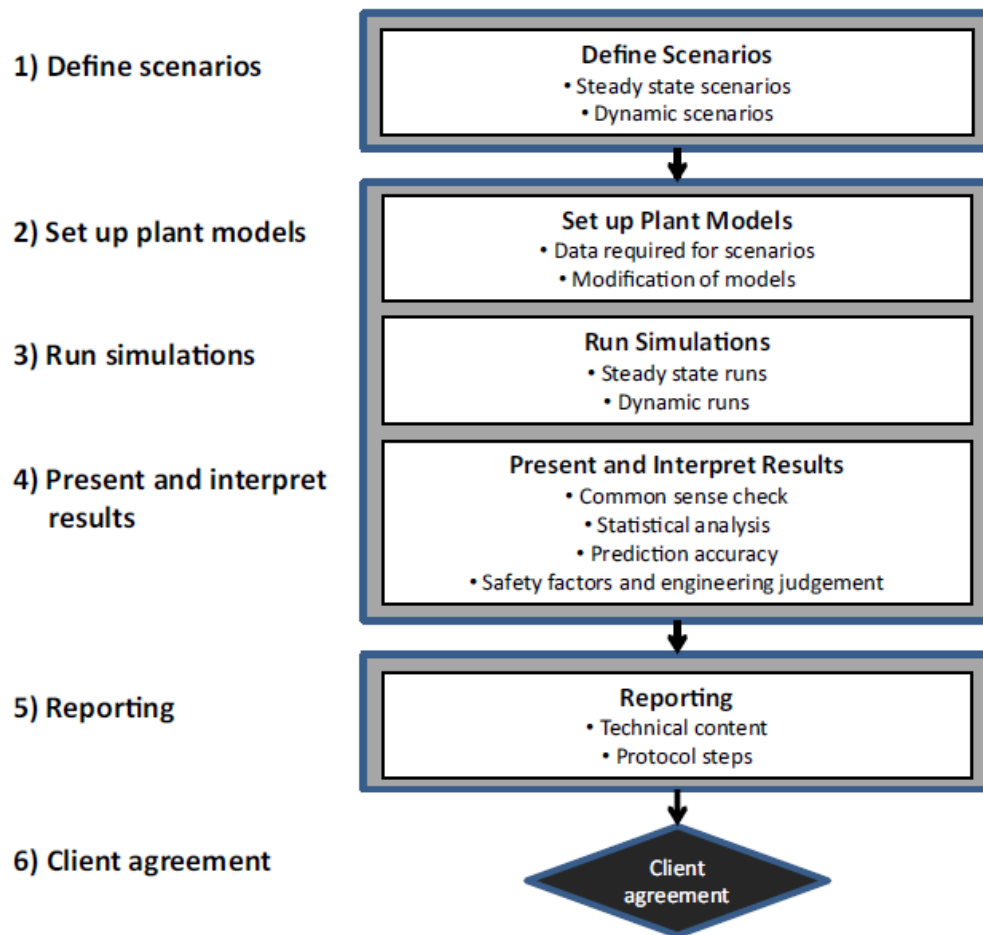 1) Define scenarios
Define Scenarios
• Steady state scenarios
• Dynamic scenarios
2) Set up plant models
Set up Plant Models
• Data required for scenarios
• Modification of models
3) Run simulations
Run Simulations
• Steady state runs
• Dynamic runs
4) Present and interpret
results
Present and Interpret Results
• Common sense check
• Statistical analysis
• Prediction accuracy
• Safety factors and engineering judgement
5) Reporting
Reporting
• Technical content
• Protocol steps
6) Client agreement
Client
agreement